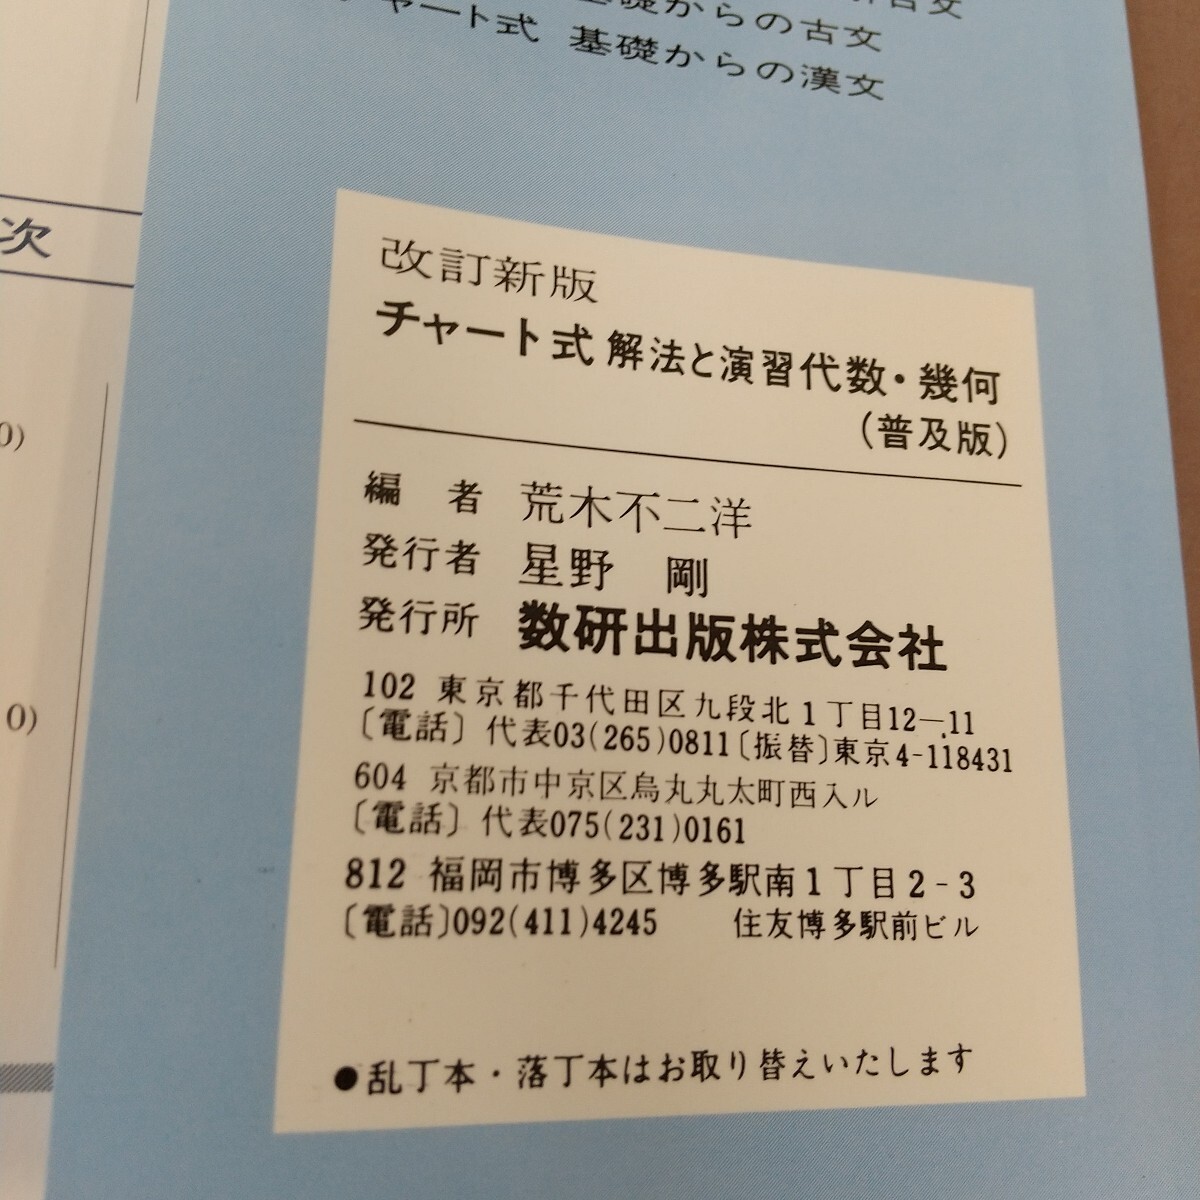 基礎からの古文
チャート式 基礎からの漢文
次
0)
0)
改訂新版
チャート式 解法と演習代数・幾何
(普及版)
編 者 荒木不二洋
発行者 星野 剛
発行所 数研出版株式会社
102 東京都千代田区九段北1丁目12-11
〔電話〕代表03(265)0811〔振替〕東京4-118431
604 京都市中京区烏丸丸太町西入ル
〔電話〕代表075(231)0161
812 福岡市博多区博多駅南1丁目2-3
〔電話〕092(411)4245 住友博多駅前ビル
●乱丁本・落丁本はお取り替えいたします